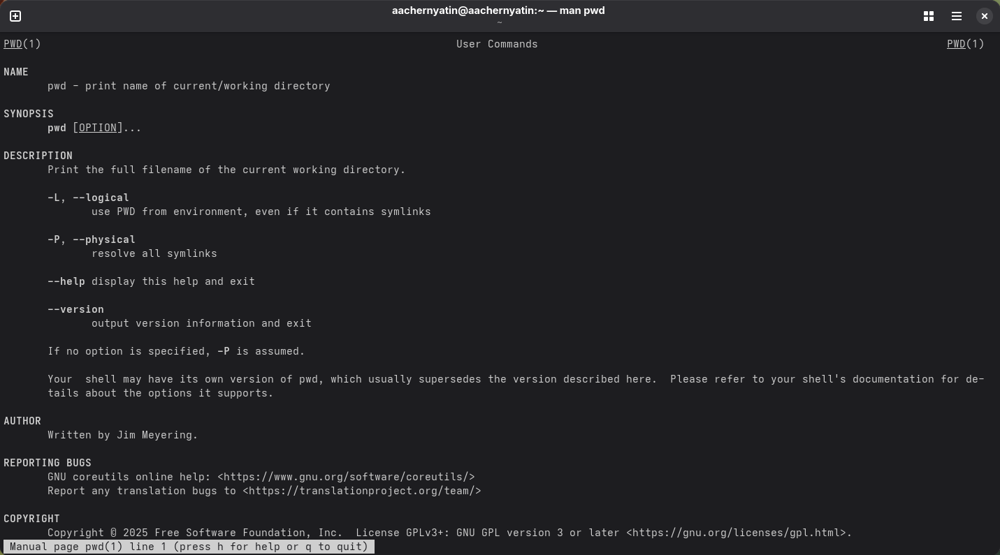 aachernyatin@aachernyatin:~ — man pwd
~
PWD(1) User Commands PWD(1)
NAME
pwd - print name of current/working directory
SYNOPSIS
pwd [OPTION]...
DESCRIPTION
Print the full filename of the current working directory.
-L, --logical
use PWD from environment, even if it contains symlinks
-P, --physical
resolve all symlinks
--help display this help and exit
--version
output version information and exit
If no option is specified, -P is assumed.
Your  shell may have its own version of pwd, which usually supersedes the version described here.  Please refer to your shell's documentation for de-
tails about the options it supports.
AUTHOR
Written by Jim Meyering.
REPORTING BUGS
GNU coreutils online help: <https://www.gnu.org/software/coreutils/>
Report any translation bugs to <https://translationproject.org/team/>
COPYRIGHT
Copyright © 2025 Free Software Foundation, Inc.  License GPLv3+: GNU GPL version 3 or later <https://gnu.org/licenses/gpl.html>.
Manual page pwd(1) line 1 (press h for help or q to quit)